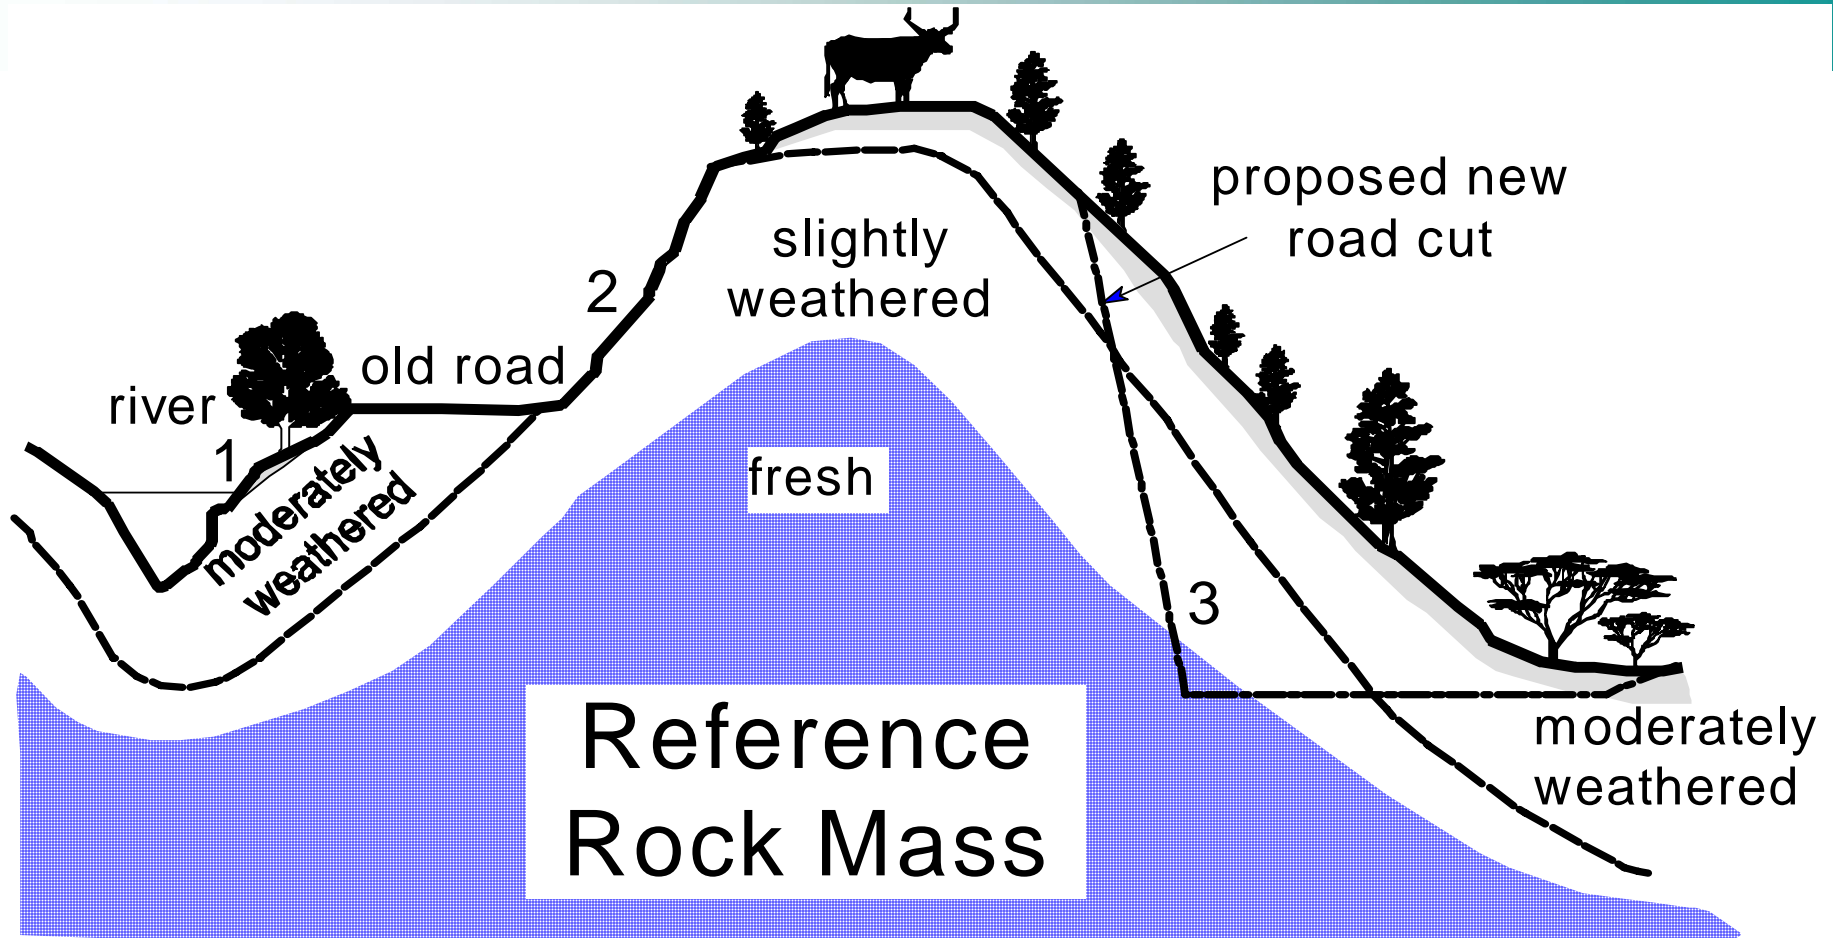 proposed new
road cut
slightly
weathered
2
old road
river
1
moderately
weathered
fresh
3
Reference
Rock Mass
moderately
weathered